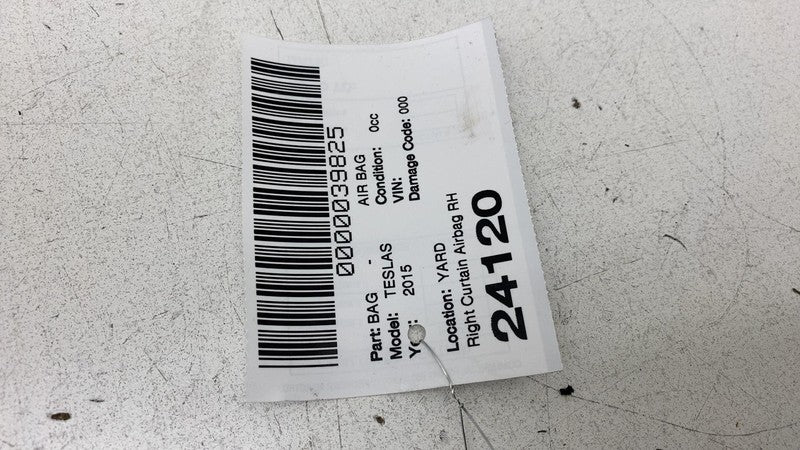 0000039825
Part: BAG - AIR BAG
Model: TESLAS Condition: 0cc
2015 VIN:
Damage Code: 000
Location: YARD
Right Curtain Airbag RH
24120